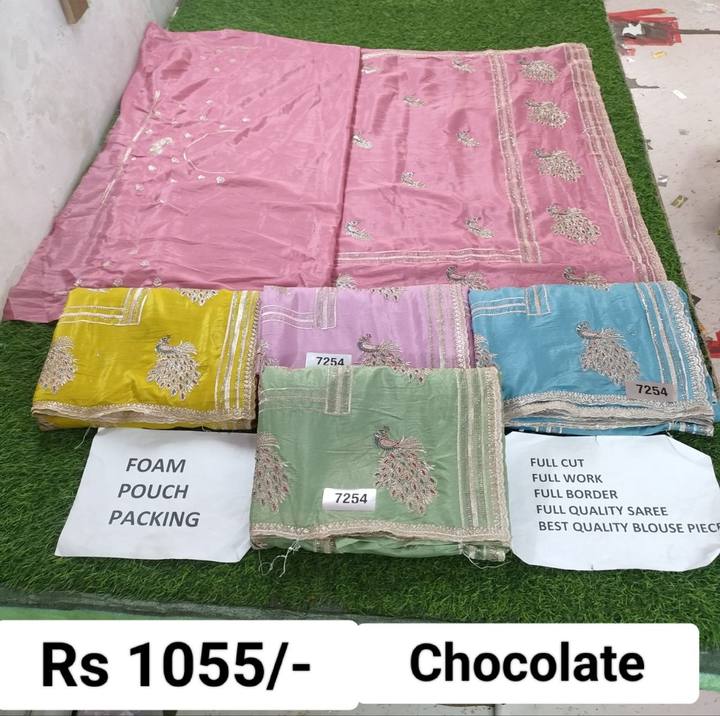 7254
7254
7254
FOAM
POUCH
PACKING
FULL CUT
FULL WORK
FULL BORDER
FULL QUALITY SAREE
BEST QUALITY BLOUSE PIEC
Rs 1055/- Chocolate